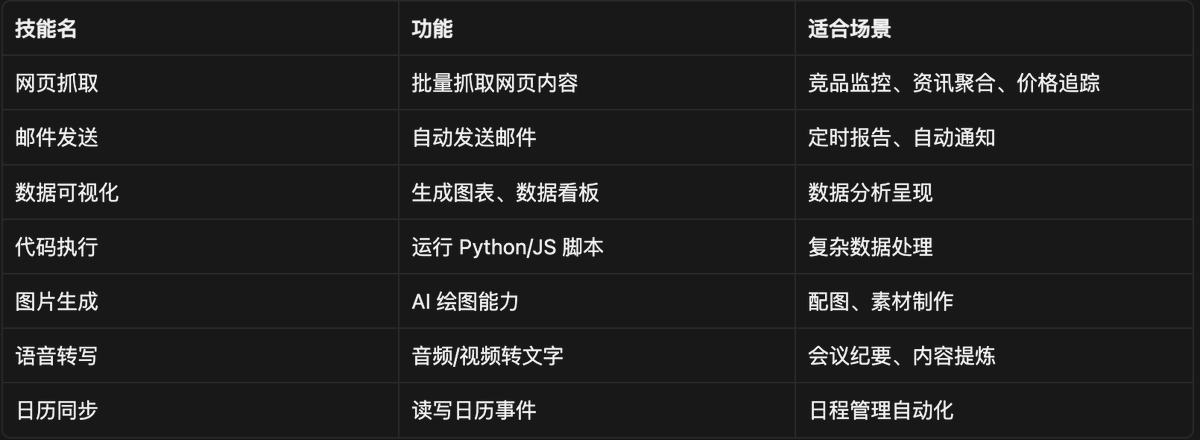 技能名 功能 适合场景
网页抓取 批量抓取网页内容 竞品监控、资讯聚合、价格追踪
邮件发送 自动发送邮件 定时报告、自动通知
数据可视化 生成图表、数据看板 数据分析呈现
代码执行 运行 Python/JS 脚本 复杂数据处理
图片生成 AI 绘图能力 配图、素材制作
语音转写 音频/视频转文字 会议纪要、内容提炼
日历同步 读写日历事件 日程管理自动化